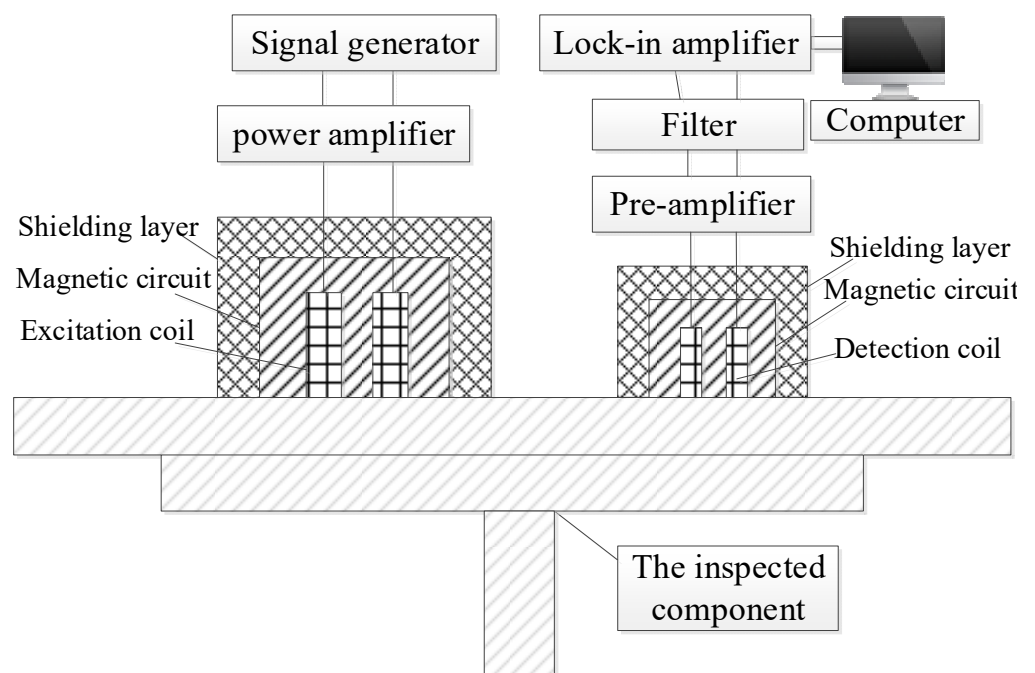 Signal generator
Lock-in amplifier
power amplifier
Filter
Computer
Pre-amplifier
Shielding layer
Magnetic circuit
Excitation coil
Shielding layer
Magnetic circuit
Detection coil
The inspected
component